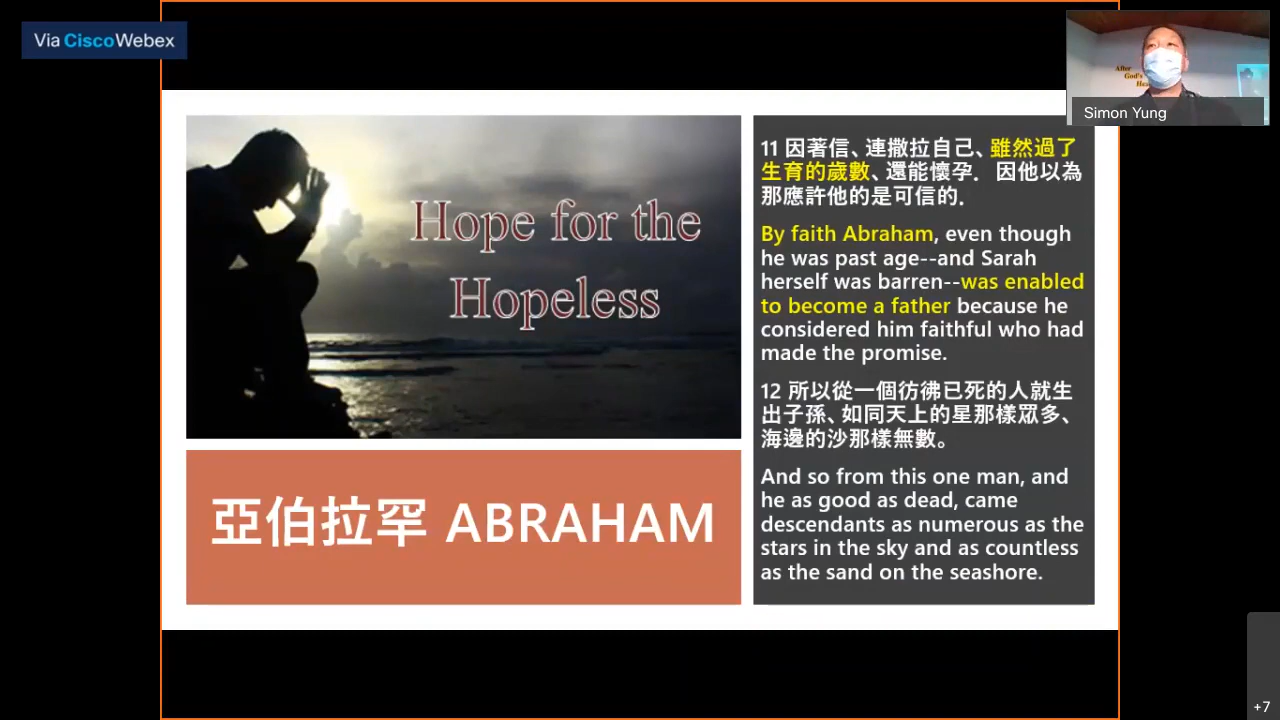 Via CiscoWebex
After
God's
Simon Yung
Hope for the
Hopeless
亞伯拉罕 ABRAHAM
11 因著信、連撒拉自己、雖然過了
生育的歲數、還能懷孕． 因他以為
那應許他的是可信的．
By faith Abraham, even though
he was past age--and Sarah
herself was barren--was enabled
to become a father because he
considered him faithful who had
made the promise.
12 所以從一個彷彿已死的人就生
出子孫、如同天上的星那樣眾多、
海邊的沙那樣無數。
And so from this one man, and
he as good as dead, came
descendants as numerous as the
stars in the sky and as countless
as the sand on the seashore.
+7